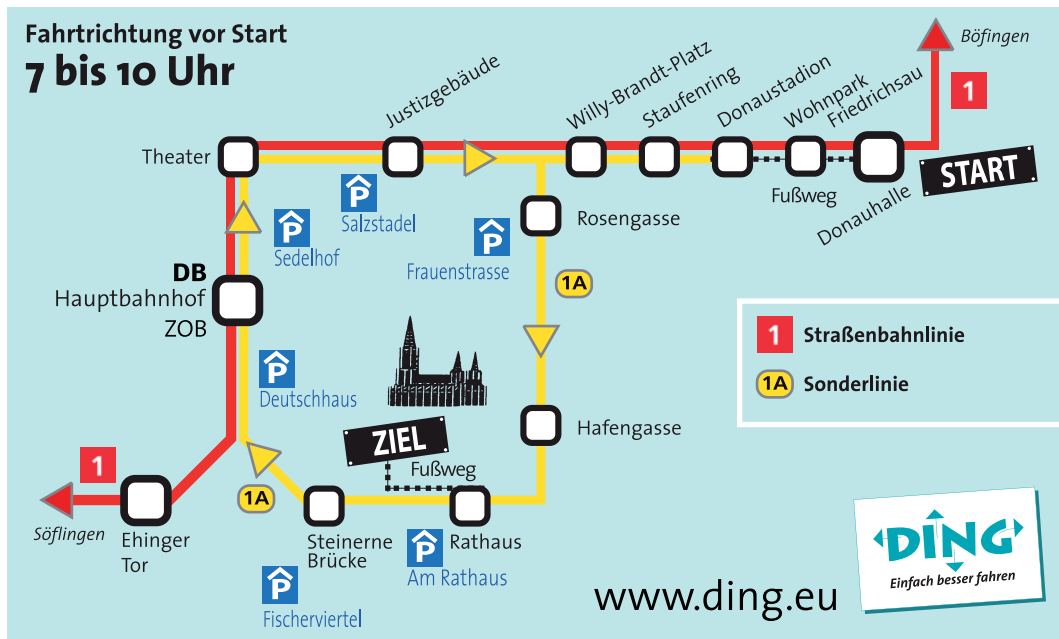 Fahrtrichtung vor Start
7 bis 10 Uhr
Böfingen
1
Justizgebäude
Willy-Brandt-Platz
Staufenring
Donaustadion
Wohnpark
Friedrichsau
Theater
START
Fußweg
Donauhalle
P
Salzstadel
P
Sedelhof
P
Frauenstrasse
Rosengasse
DB
Hauptbahnhof
ZOB
1A
1 Straßenbahnlinie
1A Sonderlinie
P
Deutschhaus
ZIEL
Fußweg
Hafengasse
1
1A
Söflingen
Ehinger
Tor
Steinerne
Brücke
P
Am Rathaus
Rathaus
P
Fischerviertel
www.ding.eu
DING
Einfach besser fahren